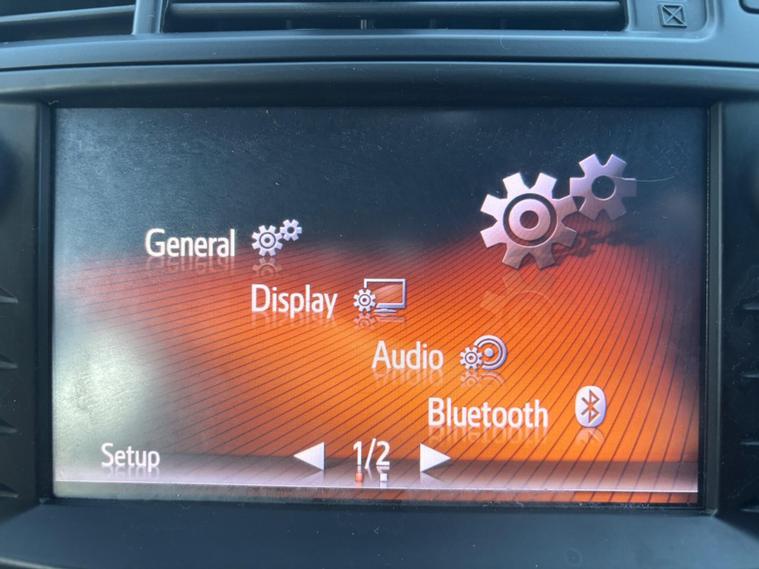 General
Display
Audio
Bluetooth
Setup
1/2